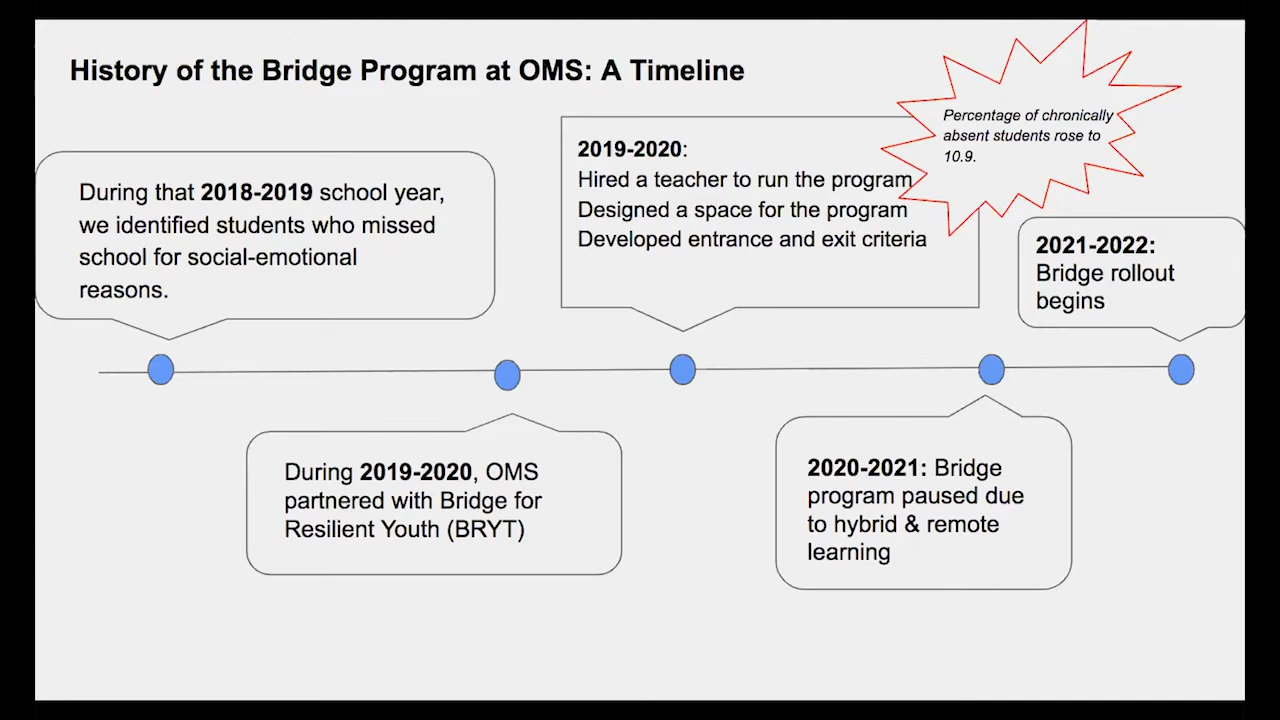 History of the Bridge Program at OMS: A Timeline
Percentage of chronically
absent students rose to
10.9.
During that 2018-2019 school year,
we identified students who missed
school for social-emotional
reasons.
2019-2020:
Hired a teacher to run the program
Designed a space for the program
Developed entrance and exit criteria
2021-2022:
Bridge rollout
begins
During 2019-2020, OMS
partnered with Bridge for
Resilient Youth (BRYT)
2020-2021: Bridge
program paused due
to hybrid & remote
learning